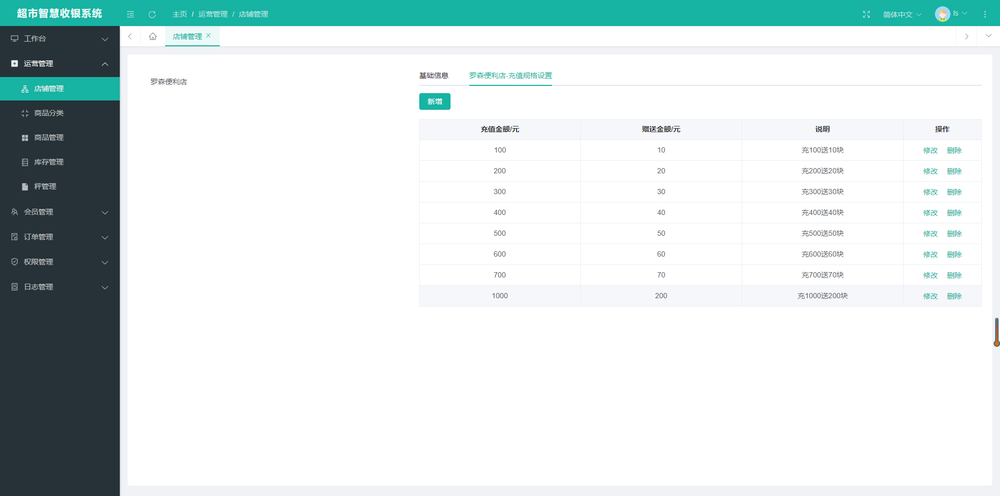 超市智慧收银系统
主页 / 运营管理 / 店铺管理
简体中文
ls
工作台
运营管理
店铺管理
商品分类
商品管理
库存管理
秤管理
会员管理
订单管理
权限管理
日志管理
店铺管理
罗森便利店
基础信息 罗森便利店-充值规格设置
新增
充值金额/元 赠送金额/元 说明 操作
100 10 充100送10块 修改 删除
200 20 充200送20块 修改 删除
300 30 充300送30块 修改 删除
400 40 充400送40块 修改 删除
500 50 充500送50块 修改 删除
600 60 充600送60块 修改 删除
700 70 充700送70块 修改 删除
1000 200 充1000送200块 修改 删除